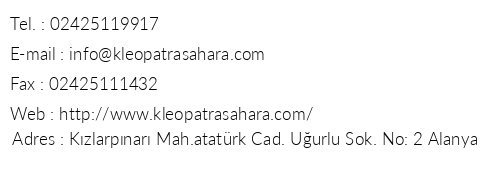 Tel. : 02425119917
E-mail : info@kleopatrasahara.com
Fax : 02425111432
Web : http://www.kleopatrasahara.com/
Adres : Kızlarpınarı Mah.atatürk Cad. Uğurlu Sok. No: 2 Alanya